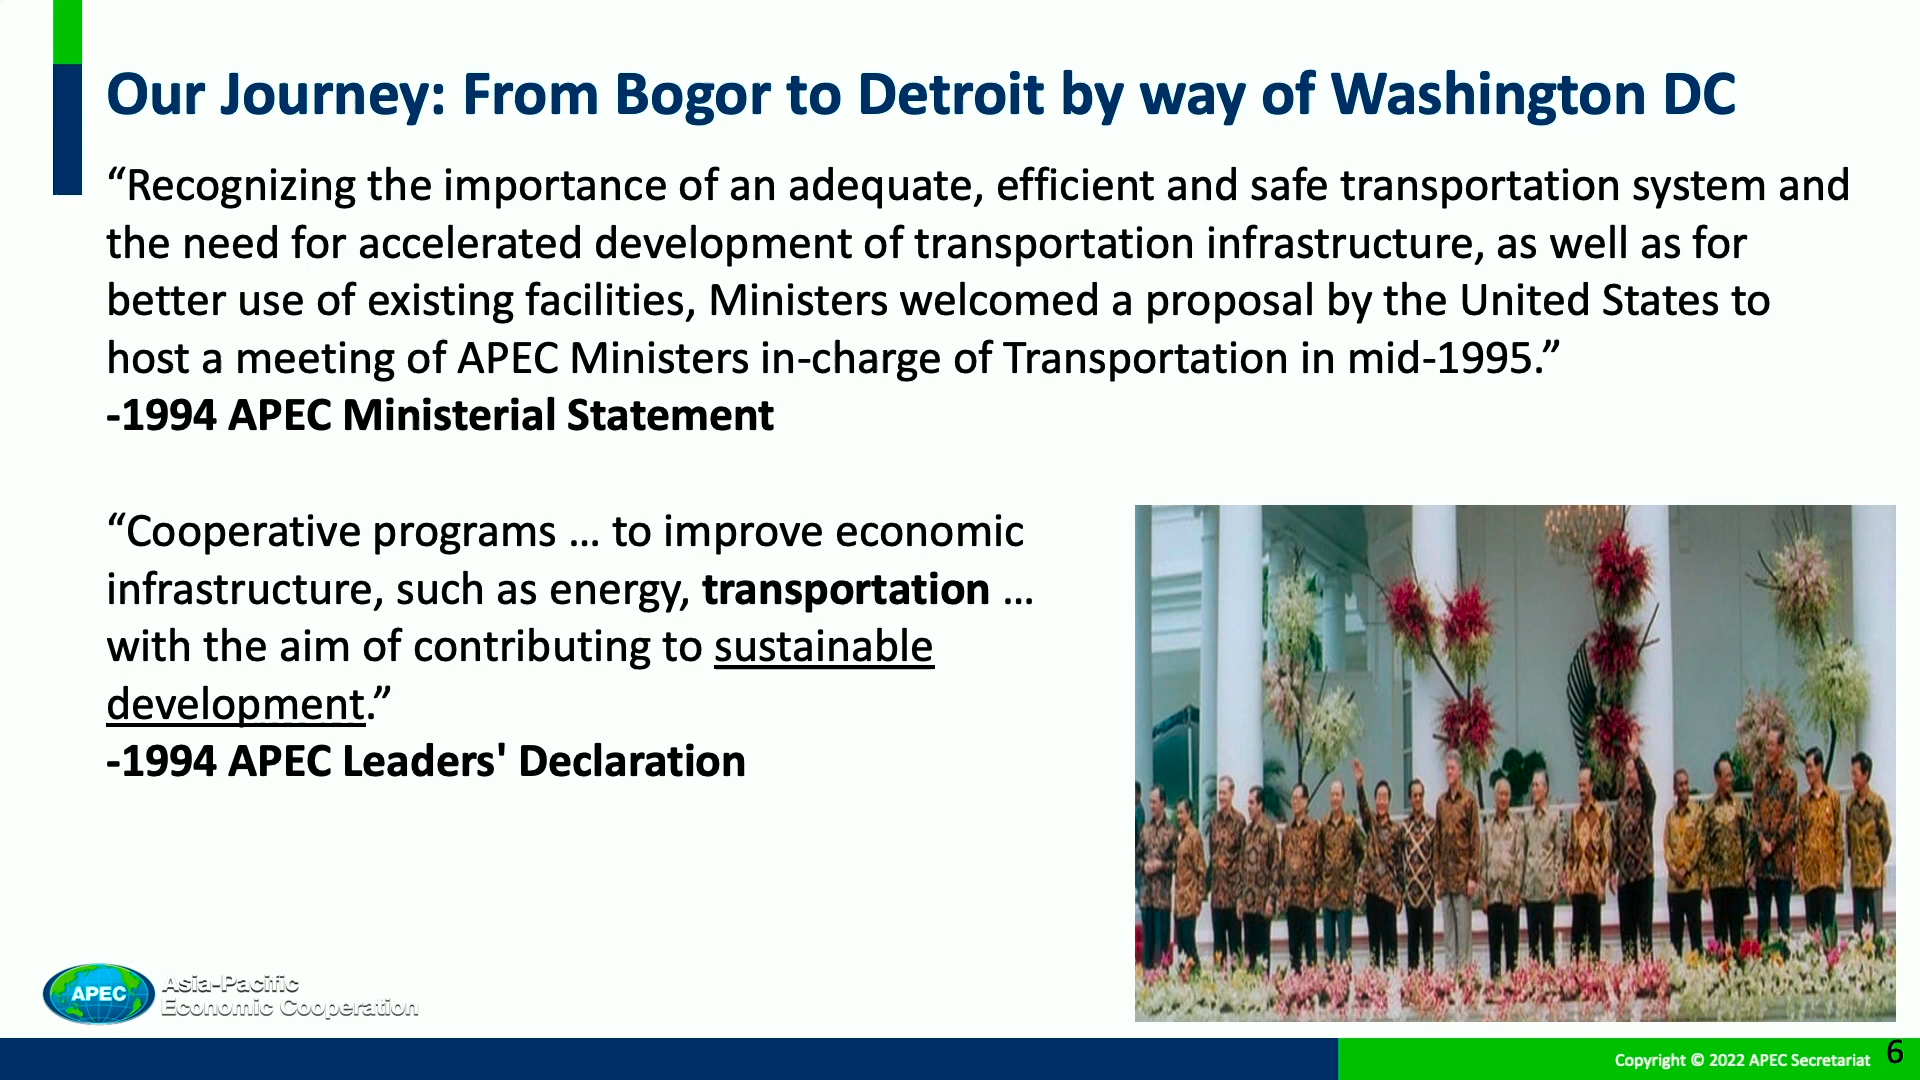 Our Journey: From Bogor to Detroit by way of Washington DC
“Recognizing the importance of an adequate, efficient and safe transportation system and
the need for accelerated development of transportation infrastructure, as well as for
better use of existing facilities, Ministers welcomed a proposal by the United States to
host a meeting of APEC Ministers in-charge of Transportation in mid-1995.”
-1994 APEC Ministerial Statement
“Cooperative programs … to improve economic
infrastructure, such as energy, transportation …
with the aim of contributing to sustainable
development.”
-1994 APEC Leaders' Declaration
APEC
Asia-Pacific
Economic Cooperation
Copyright © 2022 APEC Secretariat
6